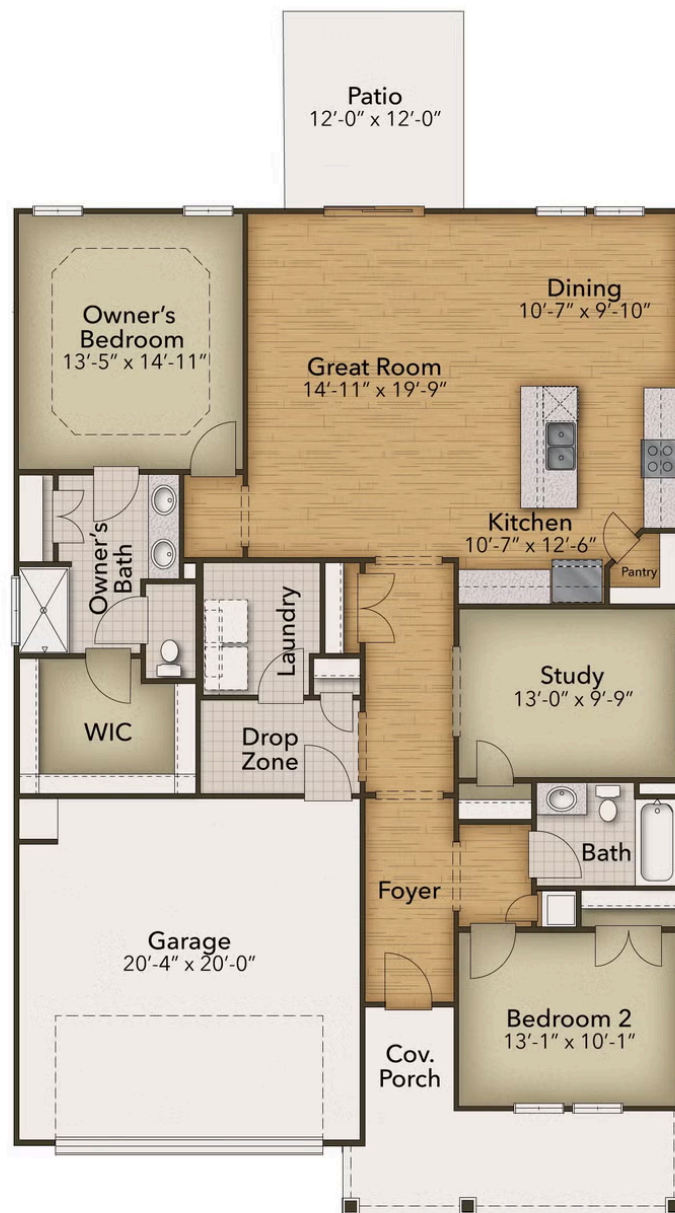 Patio
12'-0" x 12'-0"
Owner's
Bedroom
13'-5" x 14'-11"
Dining
10'-7" x 9'-10"
Great Room
14'-11" x 19'-9"
Kitchen
10'-7" x 12'-6"
Pantry
Owner's
Bath
Laundry
Study
13'-0" x 9'-9"
WIC
Drop
Zone
Bath
Foyer
Garage
20'-4" x 20'-0"
Bedroom 2
13'-1" x 10'-1"
Cov.
Porch